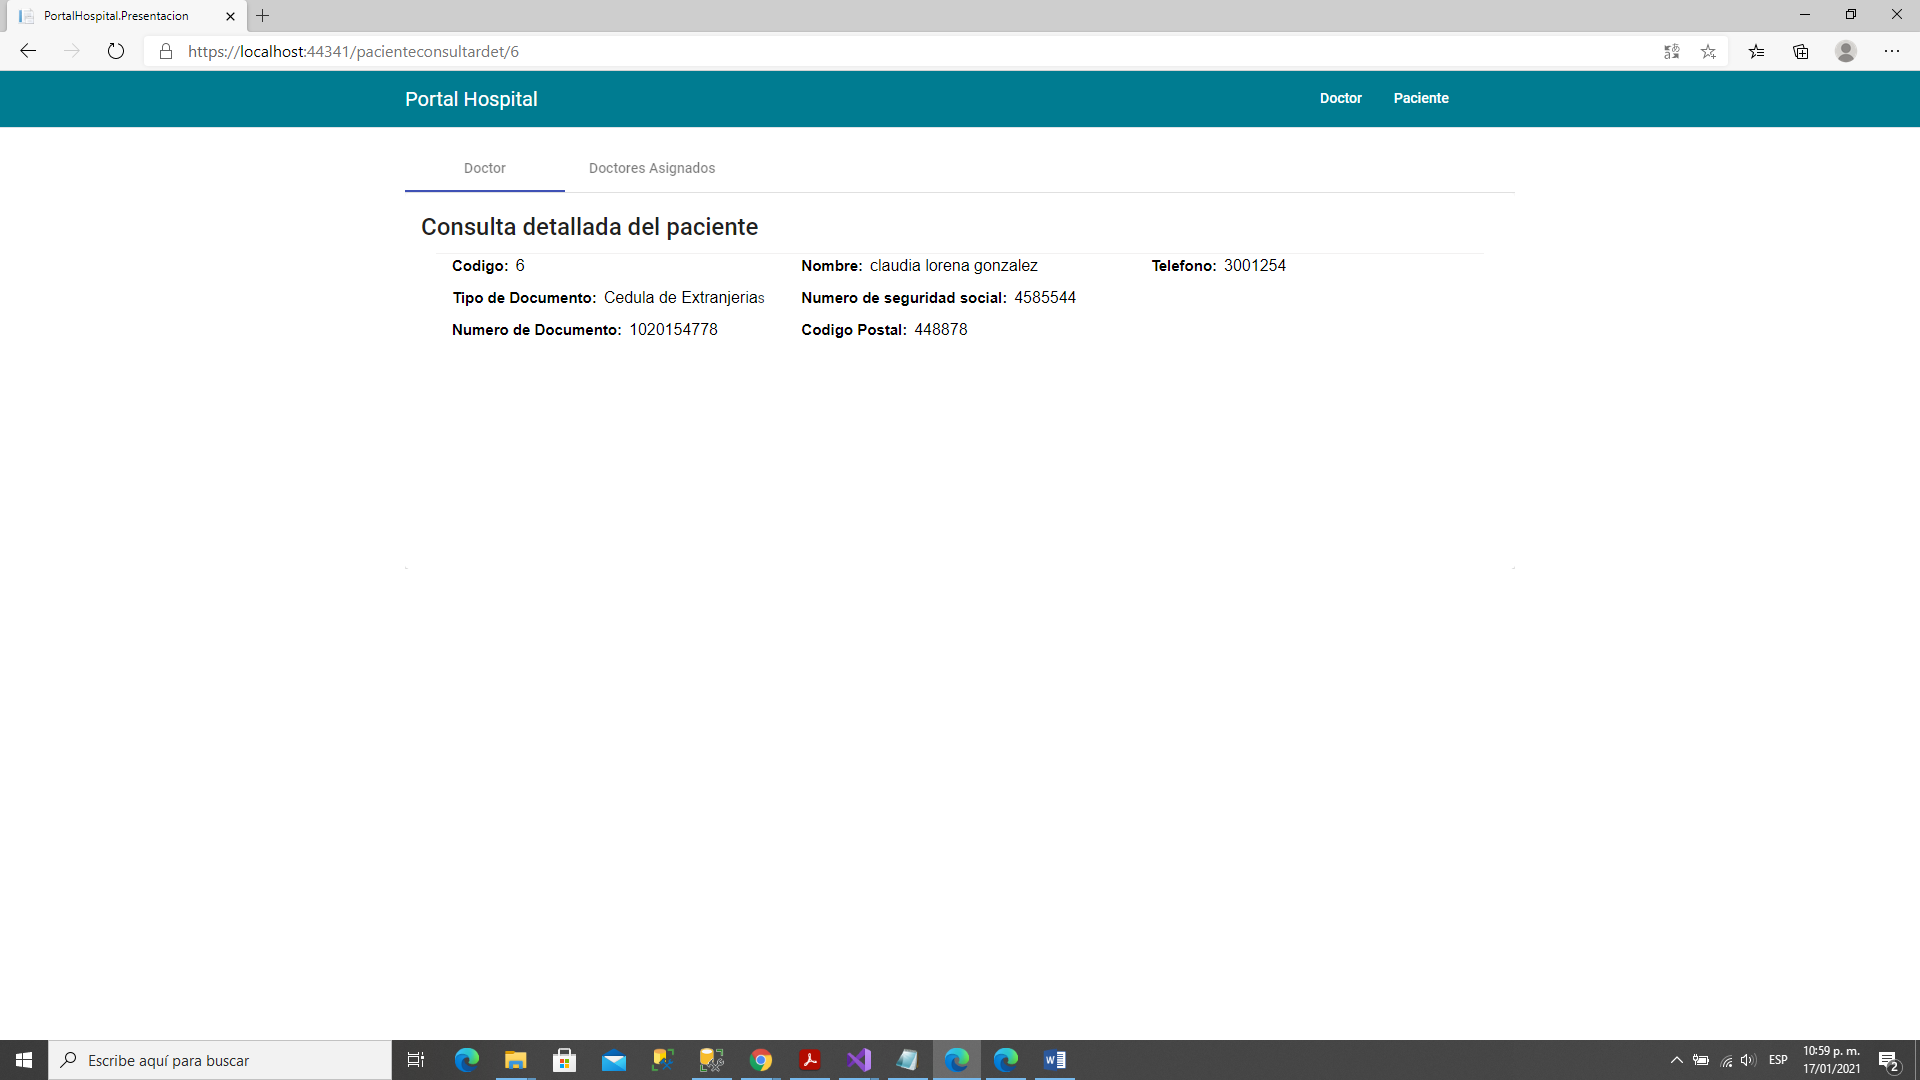 PortalHospital.Presentacion
https://localhost:44341/pacienteconsultardet/6
Portal Hospital
Doctor Paciente
Doctor Doctores Asignados
Consulta detallada del paciente
Codigo: 6 Nombre: claudia lorena gonzalez Telefono: 3001254
Tipo de Documento: Cedula de Extranjerias Numero de seguridad social: 4585544
Numero de Documento: 1020154778 Codigo Postal: 448878
Escribe aquí para buscar
ESP
10:59 p. m.
17/01/2021
2